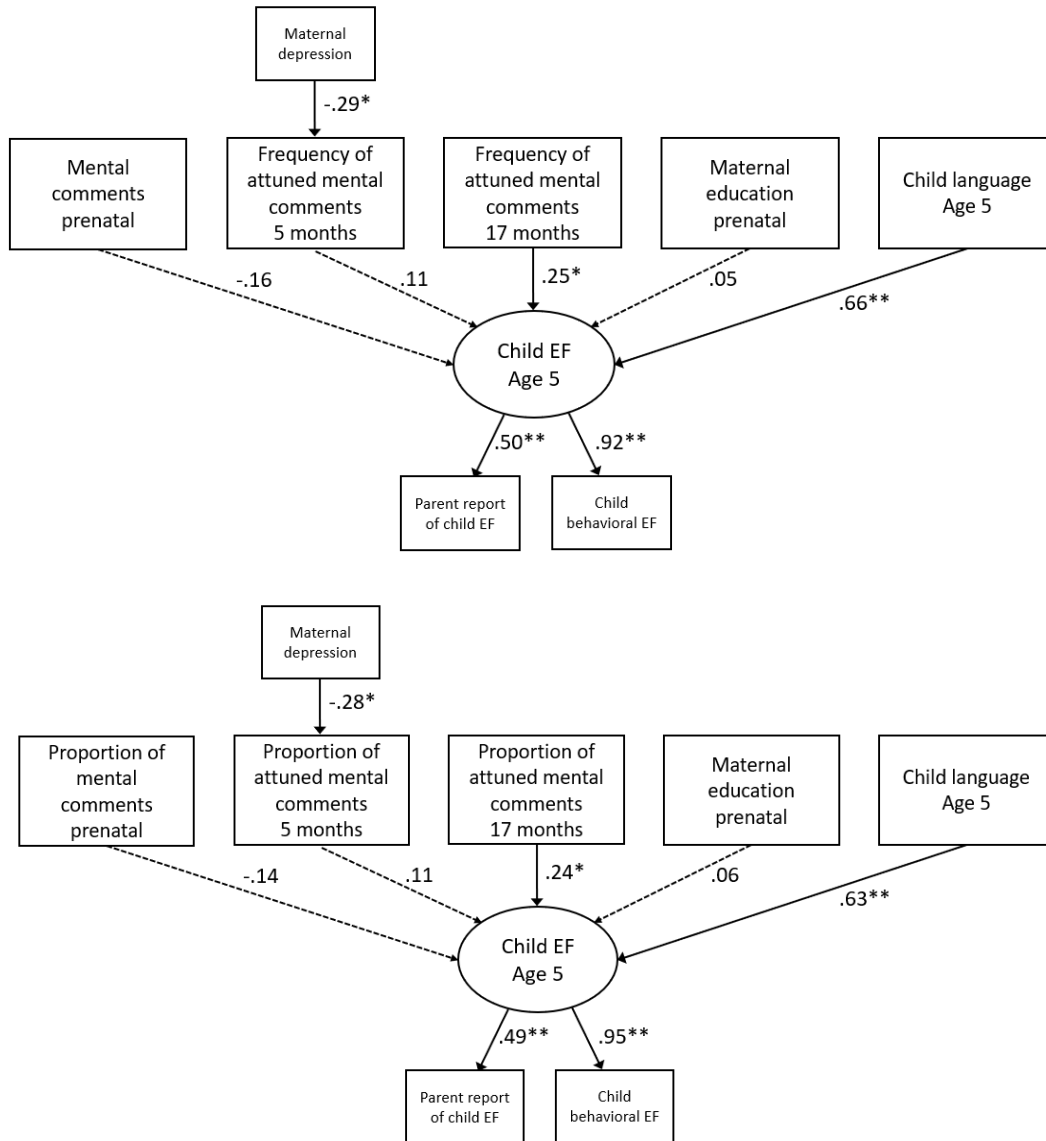 Maternal
depression
-.29*
Mental
comments
prenatal
Frequency of
attuned mental
comments
5 months
Frequency of
attuned mental
comments
17 months
Maternal
education
prenatal
Child language
Age 5
-.16
.11
.25*
.05
.66**
Child EF
Age 5
.50**
.92**
Parent report
of child EF
Child
behavioral EF
Maternal
depression
-.28*
Proportion of
mental
comments
prenatal
Proportion of
attuned mental
comments
5 months
Proportion of
attuned mental
comments
17 months
Maternal
education
prenatal
Child language
Age 5
-.14
.11
.24*
.06
.63**
Child EF
Age 5
.49**
.95**
Parent report
of child EF
Child
behavioral EF